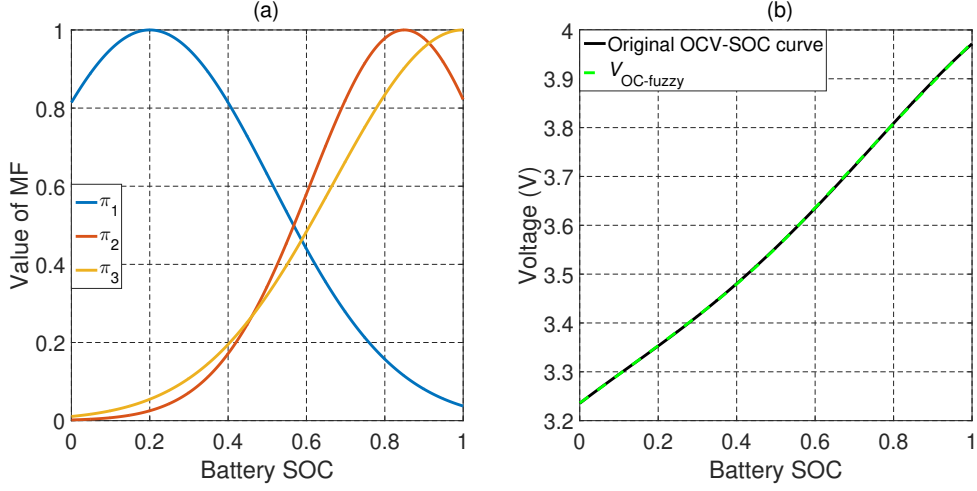 (a)
Value of MF
1
0.8
0.6
0.4
0.2
0
π1
π2
π3
0 0.2 0.4 0.6 0.8 1
Battery SOC
(b)
Voltage (V)
4
3.9
3.8
3.7
3.6
3.5
3.4
3.3
3.2
Original OCV-SOC curve
VOC-fuzzy
0 0.2 0.4 0.6 0.8 1
Battery SOC